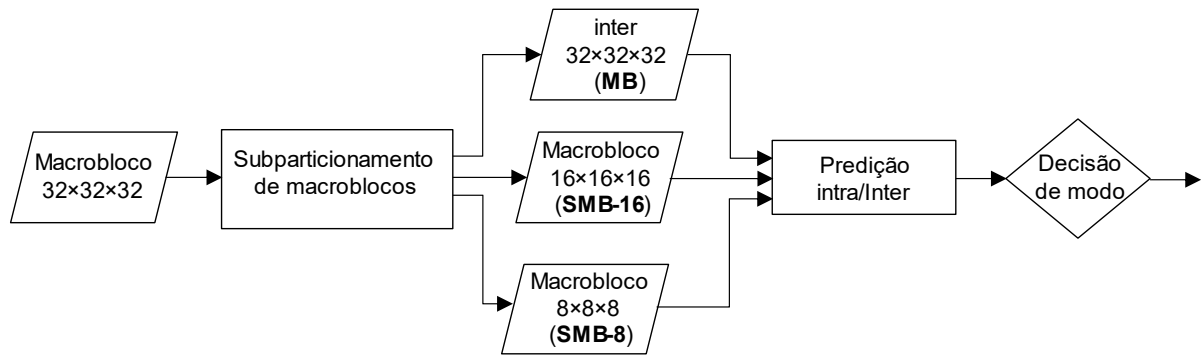 Macrobloco
32×32×32
Subparticionamento
de macroblocos
inter
32×32×32
(MB)
Macrobloco
16×16×16
(SMB-16)
Macrobloco
8×8×8
(SMB-8)
Predição
intra/Inter
Decisão
de modo